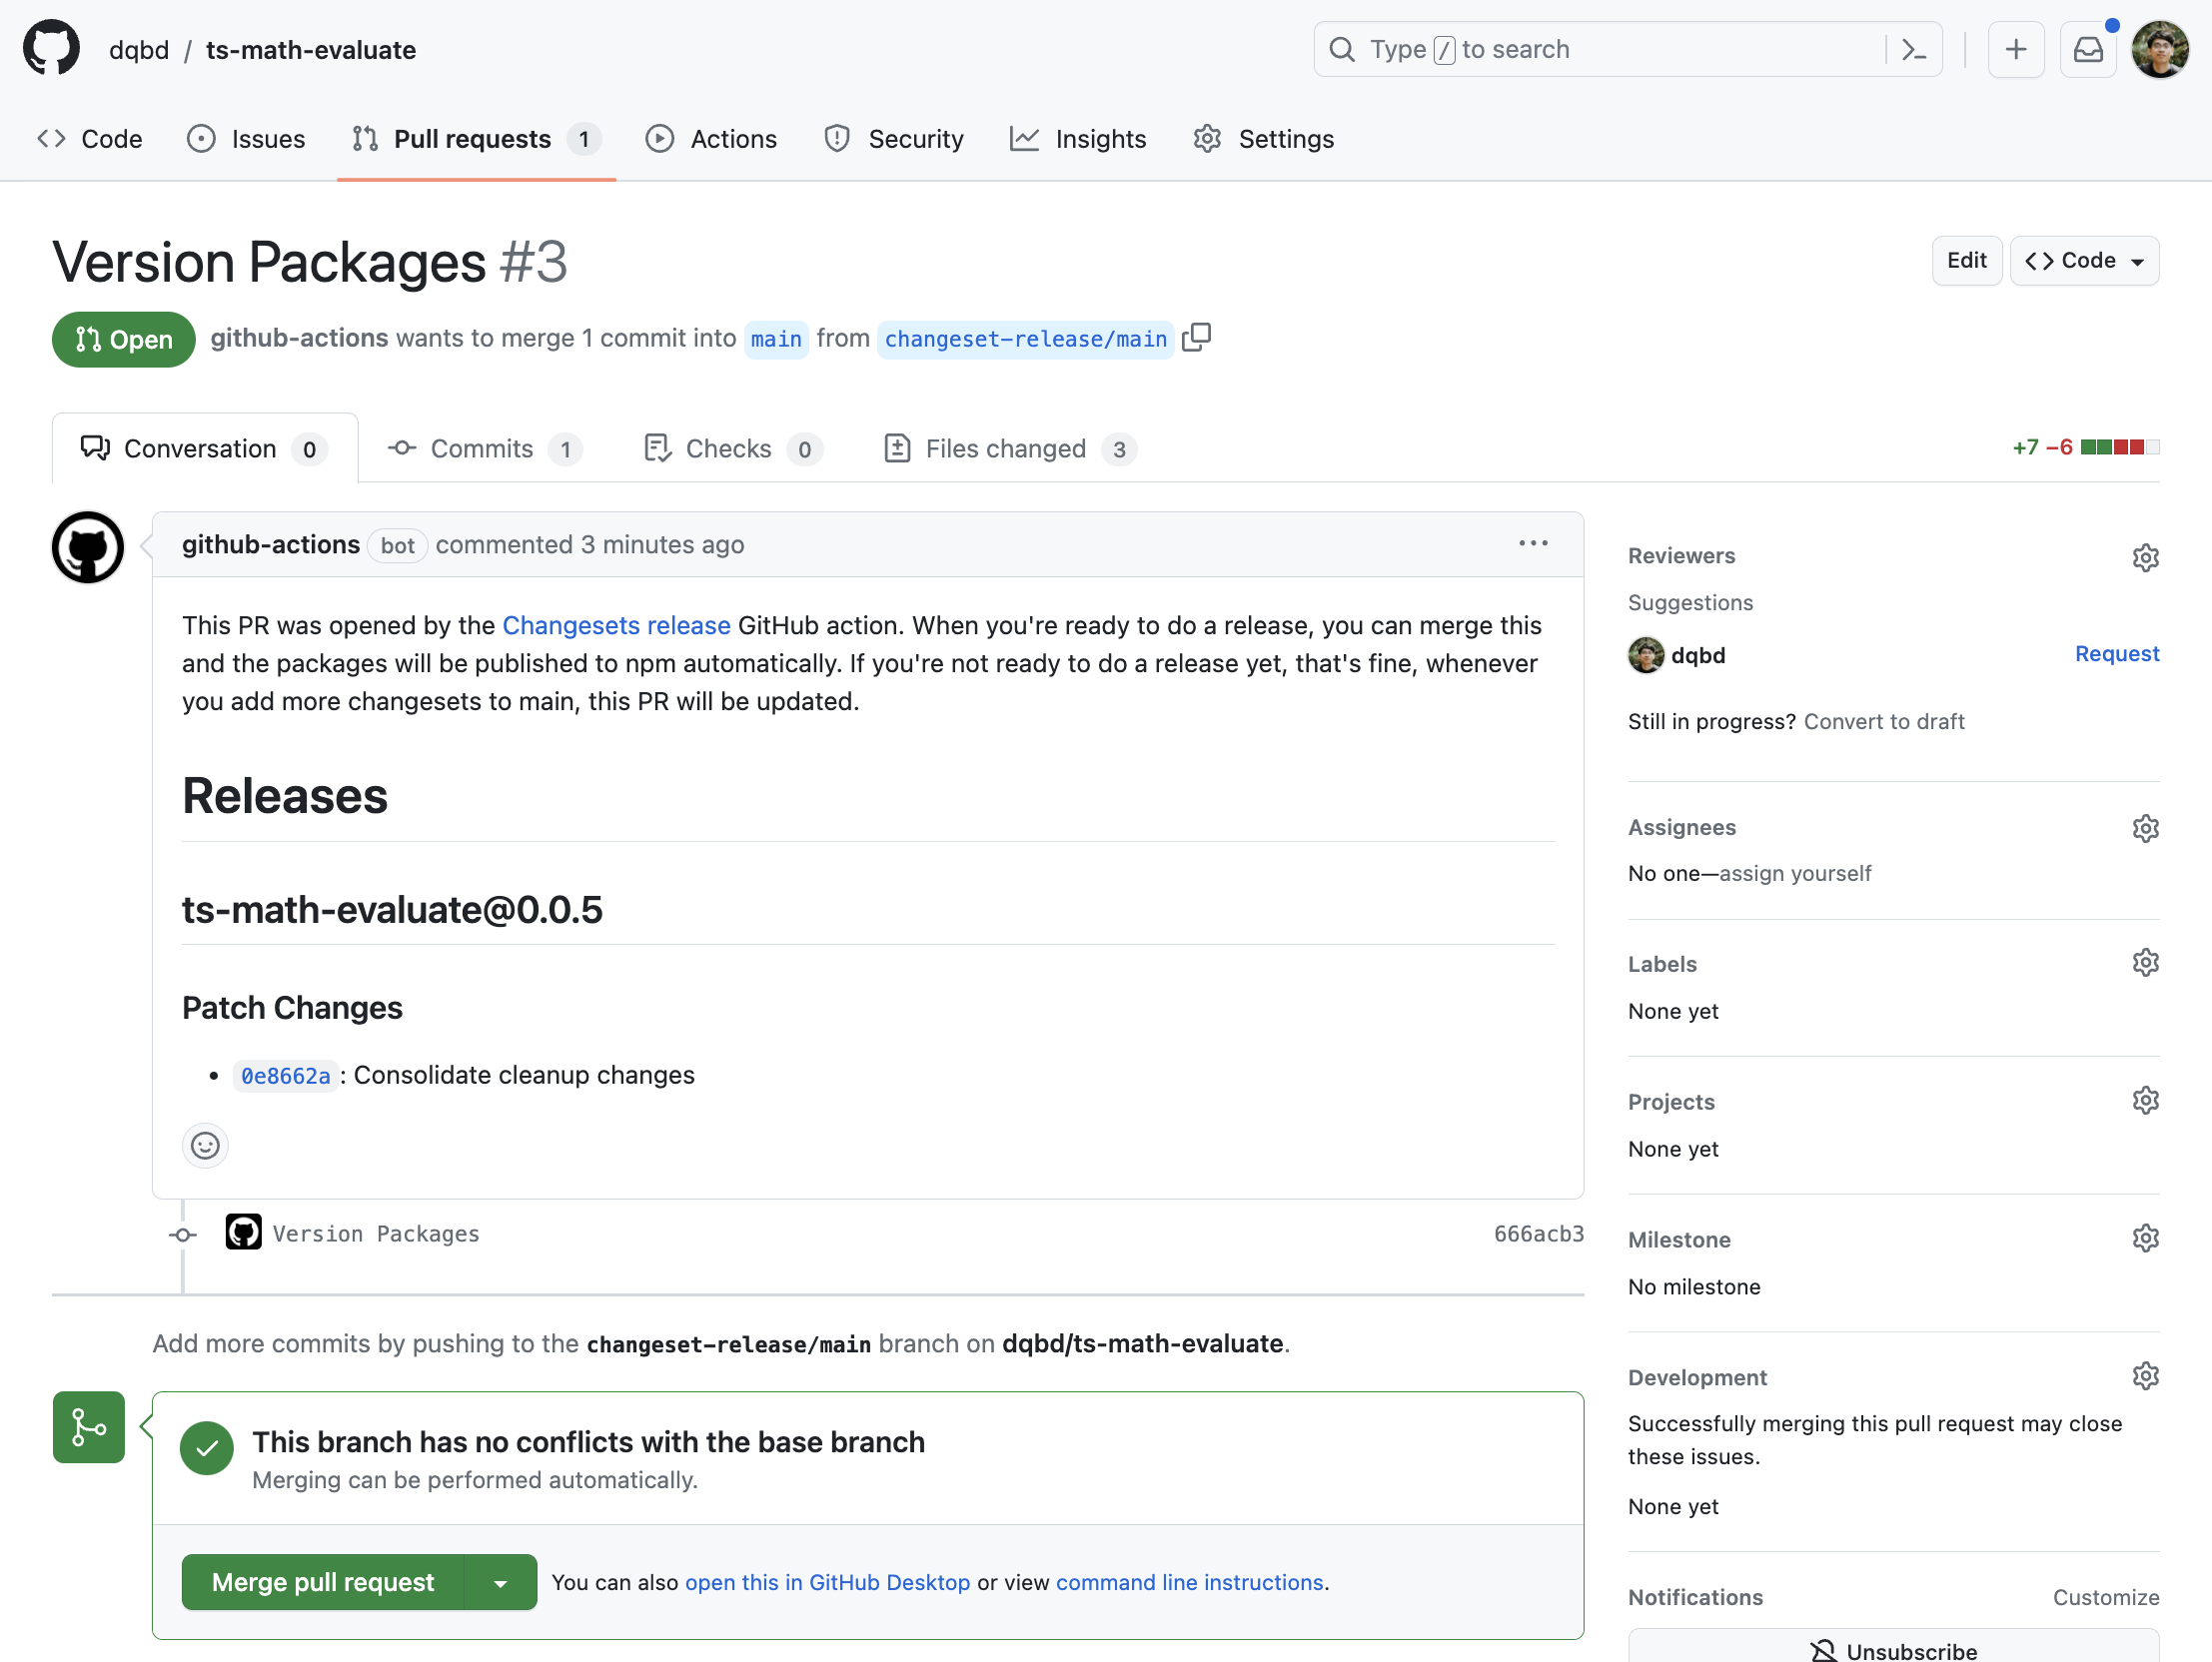 dqbd / ts-math-evaluate
Type / to search
Code
Issues
Pull requests 1
Actions
Security
Insights
Settings
Version Packages #3
Edit
Code
Open
github-actions wants to merge 1 commit into main from changeset-release/main
Conversation 0
Commits 1
Checks 0
Files changed 3
+7 −6
github-actions bot commented 3 minutes ago
This PR was opened by the Changesets release GitHub action. When you're ready to do a release, you can merge this
and the packages will be published to npm automatically. If you're not ready to do a release yet, that's fine, whenever
you add more changesets to main, this PR will be updated.
Releases
ts-math-evaluate@0.0.5
Patch Changes
• 0e8662a: Consolidate cleanup changes
Version Packages
666acb3
Add more commits by pushing to the changeset-release/main branch on dqbd/ts-math-evaluate.
This branch has no conflicts with the base branch
Merging can be performed automatically.
Merge pull request
You can also open this in GitHub Desktop or view command line instructions.
Reviewers
Suggestions
dqbd
Request
Still in progress? Convert to draft
Assignees
No one—assign yourself
Labels
None yet
Projects
None yet
Milestone
No milestone
Development
Successfully merging this pull request may close
these issues.
None yet
Notifications
Customize
Unsubscribe